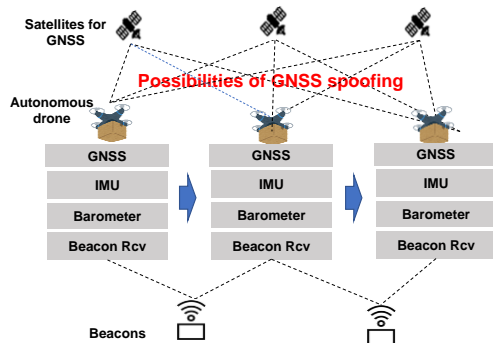 Satellites for
GNSS
Possibilities of GNSS spoofing
Autonomous
drone
GNSS
GNSS
GNSS
IMU
IMU
IMU
Barometer
Barometer
Barometer
Beacon Rcv
Beacon Rcv
Beacon Rcv
Beacons